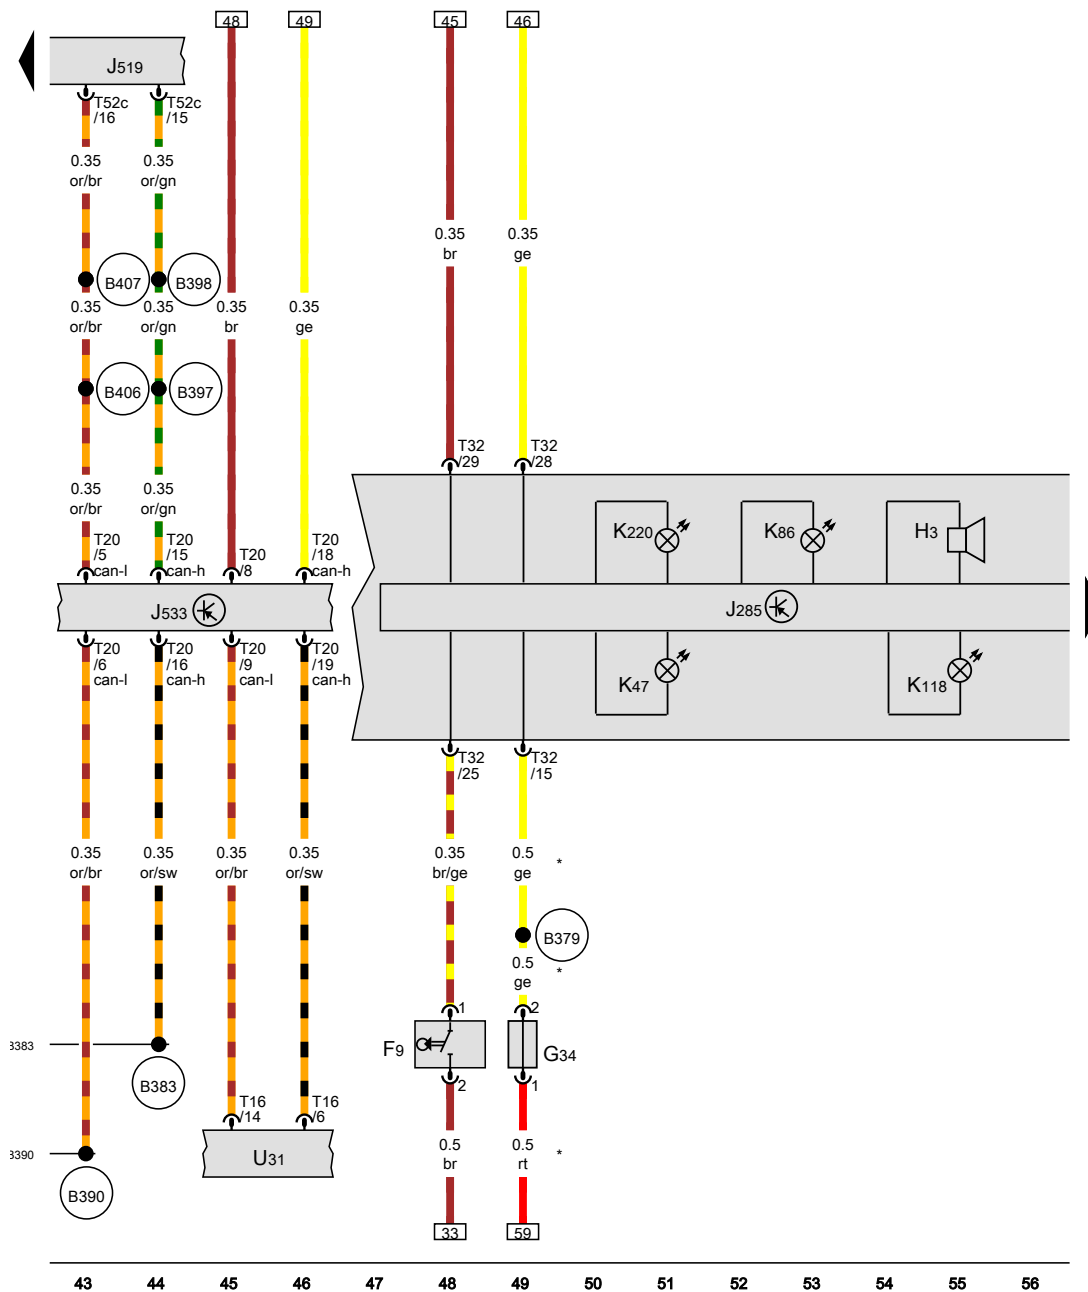 48
49
45
46
J519
T52c
/16
T52c
/15
0.35
or/br
0.35
or/gn
0.35
br
0.35
ge
B407
B398
0.35
or/br
0.35
or/gn
0.35
br
0.35
ge
B406
B397
T32
/29
T32
/28
0.35
or/br
0.35
or/gn
K220
K86
H3
T20
/5
can-l
T20
/15
can-h
T20
/8
T20
/18
can-h
J533
J285
T20
/6
can-l
T20
/16
can-h
T20
/9
can-l
T20
/19
can-h
K47
K118
T32
/25
T32
/15
0.35
or/br
0.35
or/sw
0.35
or/br
0.35
or/sw
0.35
br/ge
0.5
ge
*
B379
0.5
ge
*
1
2
F9
G34
B383
2
1
T16
/14
T16
/6
U31
0.5
br
0.5
rt
*
B390
33
59
43 44 45 46 47 48 49 50 51 52 53 54 55 56